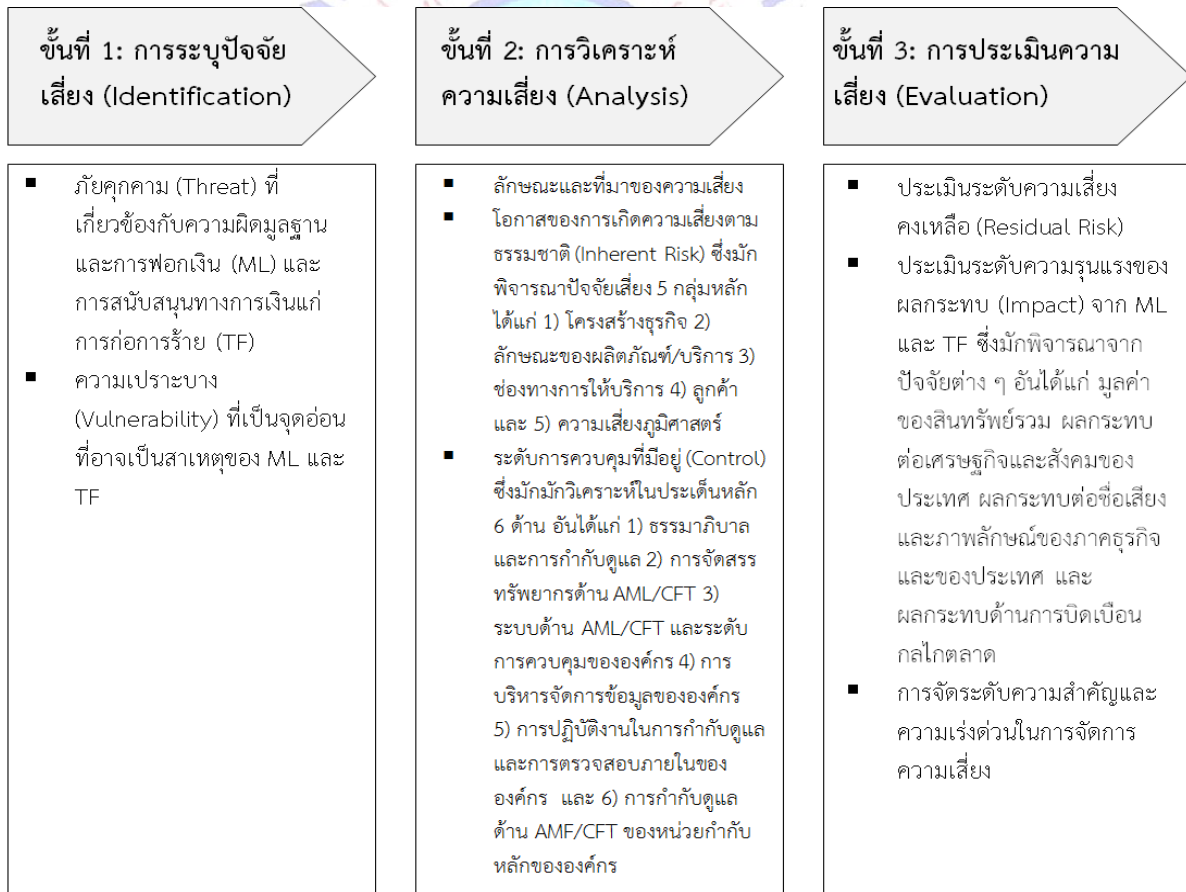 ขั้นที่ 1: การระบุปัจจัย
เสี่ยง (Identification)
■ ภัยคุกคาม (Threat) ที่
เกี่ยวข้องกับความผิดมูลฐาน
และการฟอกเงิน (ML) และ
การสนับสนุนทางการเงินแก่
การก่อการร้าย (TF)
■ ความเปราะบาง
(Vulnerability) ที่เป็นจุดอ่อน
ที่อาจเป็นสาเหตุของ ML และ
TF
ขั้นที่ 2: การวิเคราะห์
ความเสี่ยง (Analysis)
■ ลักษณะและที่มาของความเสี่ยง
■ โอกาสของการเกิดความเสี่ยงตาม
ธรรมชาติ (Inherent Risk) ซึ่งมัก
พิจารณาปัจจัยเสี่ยง 5 กลุ่มหลัก
ได้แก่ 1) โครงสร้างธุรกิจ 2)
ลักษณะของผลิตภัณฑ์/บริการ 3)
ช่องทางการให้บริการ 4) ลูกค้า
และ 5) ความเสี่ยงภูมิศาสตร์
■ ระดับการควบคุมที่มีอยู่ (Control)
ซึ่งมักมักวิเคราะห์ในประเด็นหลัก
6 ด้าน อันได้แก่ 1) ธรรมาภิบาล
และการกำกับดูแล 2) การจัดสรร
ทรัพยากรด้าน AML/CFT 3)
ระบบด้าน AML/CFT และระดับ
การควบคุมขององค์กร 4) การ
บริหารจัดการข้อมูลขององค์กร
5) การปฏิบัติงานในการกำกับดูแล
และการตรวจสอบภายในของ
องค์กร และ 6) การกำกับดูแล
ด้าน AMF/CFT ของหน่วยกำกับ
หลักขององค์กร
ขั้นที่ 3: การประเมินความ
เสี่ยง (Evaluation)
■ ประเมินระดับความเสี่ยง
คงเหลือ (Residual Risk)
■ ประเมินระดับความรุนแรงของ
ผลกระทบ (Impact) จาก ML
และ TF ซึ่งมักพิจารณาจาก
ปัจจัยต่าง ๆ อันได้แก่ มูลค่า
ของสินทรัพย์รวม ผลกระทบ
ต่อเศรษฐกิจและสังคมของ
ประเทศ ผลกระทบต่อชื่อเสียง
และภาพลักษณ์ของภาคธุรกิจ
และของประเทศ และ
ผลกระทบด้านการบิดเบือน
กลไกตลาด
■ การจัดระดับความสำคัญและ
ความเร่งด่วนในการจัดการ
ความเสี่ยง